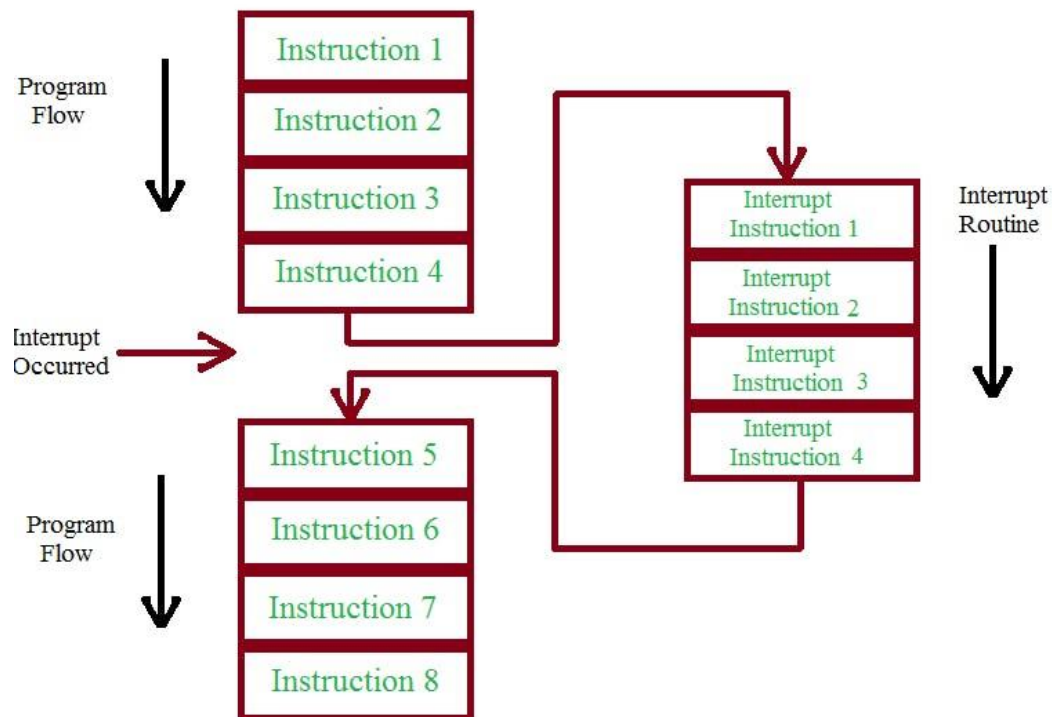 Program
Flow
Instruction 1
Instruction 2
Instruction 3
Instruction 4
Interrupt
Occurred
Interrupt
Instruction 1
Interrupt
Instruction 2
Interrupt
Instruction 3
Interrupt
Instruction 4
Interrupt
Routine
Program
Flow
Instruction 5
Instruction 6
Instruction 7
Instruction 8